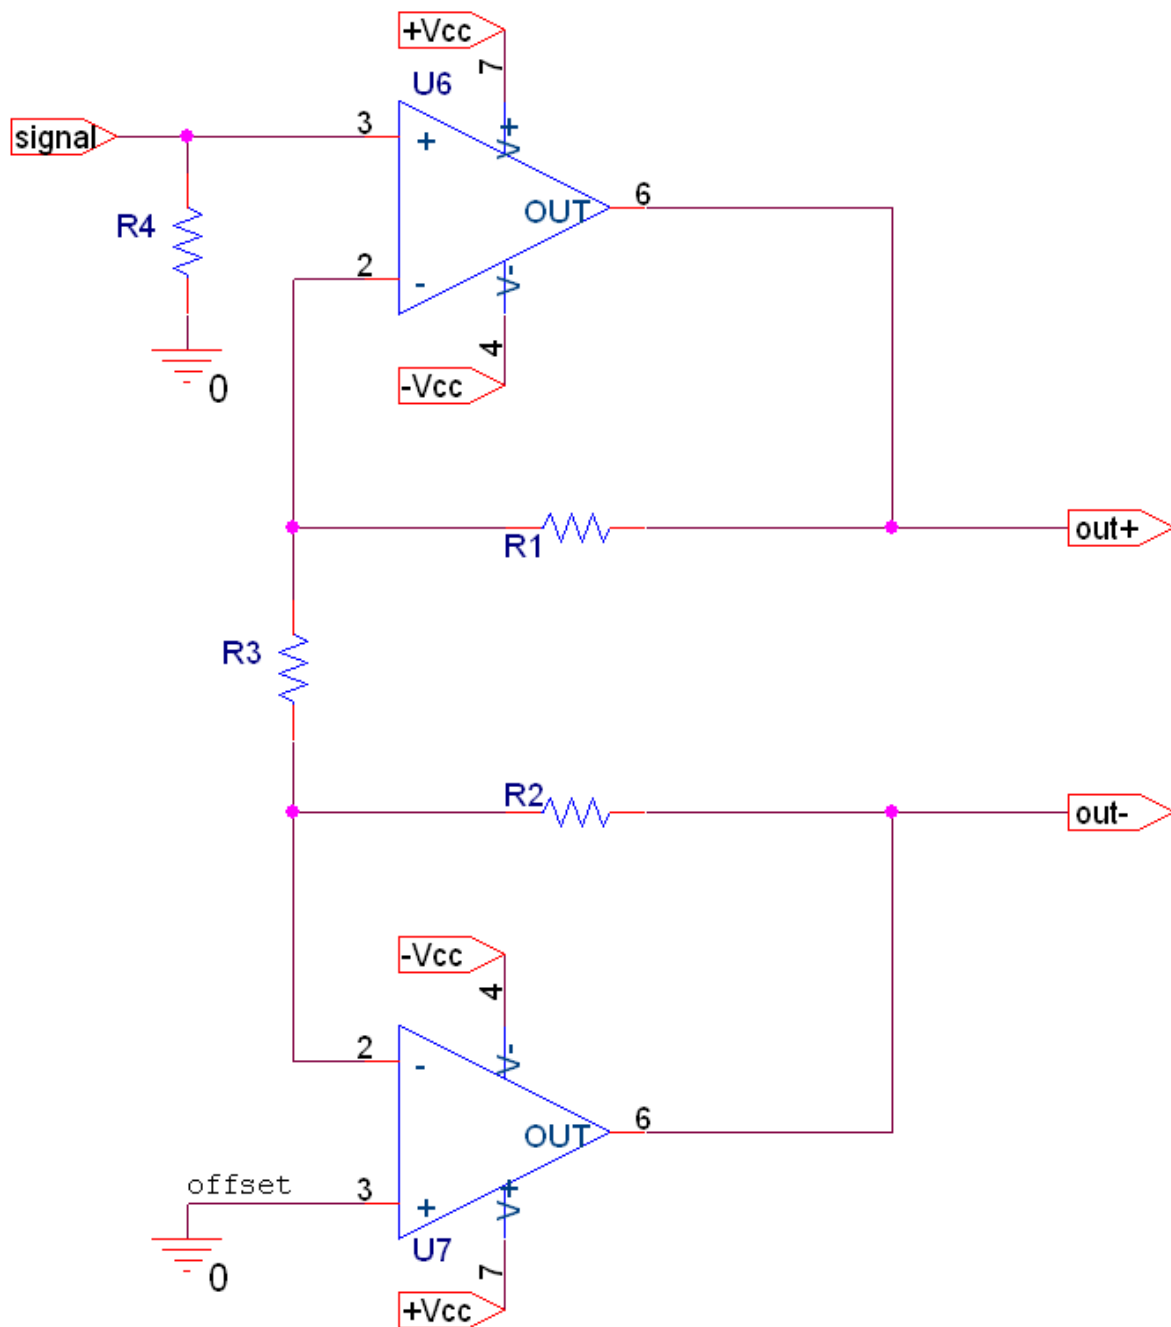 +Vcc
7
U6
signal
3
+
V+
6
OUT
R4
2
-
V-
4
0
-Vcc
R1
out+
R3
R2
out-
-Vcc
4
2
-
V-
6
OUT
offset
3
+
V+
U7
0
7
+Vcc